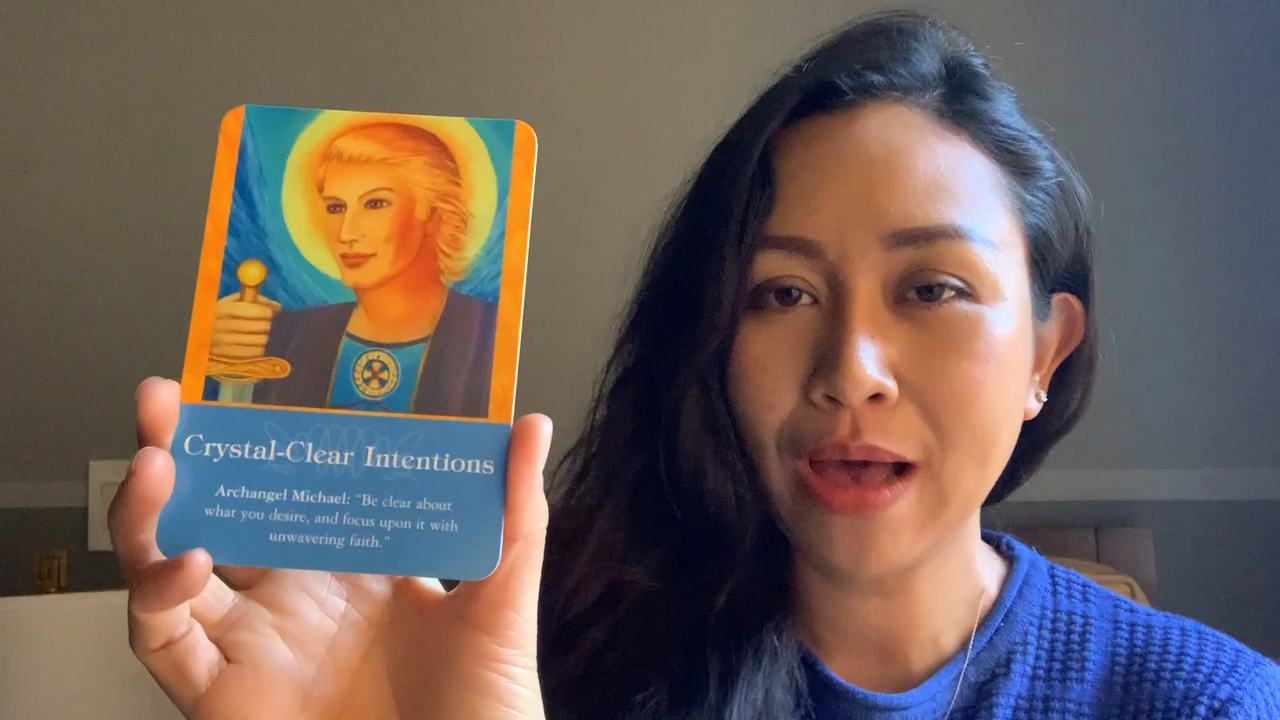 Crystal-Clear Intentions
Archangel Michael: “Be clear about
what you desire, and focus upon it with
unwavering faith.”